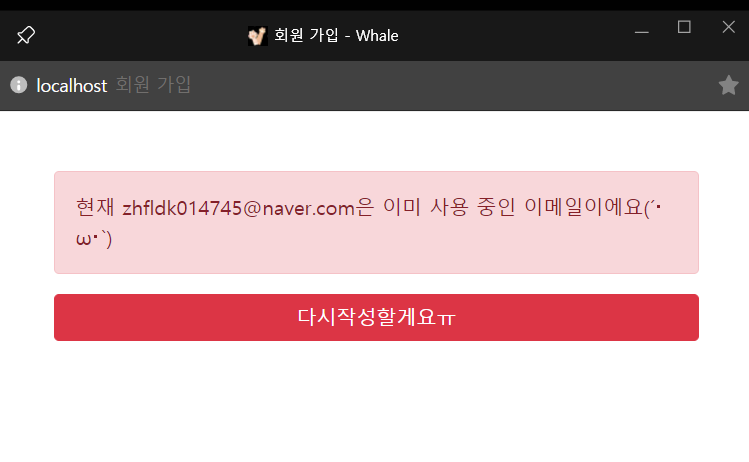 회원 가입 - Whale
localhost 회원 가입
현재 zhfldk014745@naver.com은 이미 사용 중인 이메일이에요(´･
ω･`)
다시작성할게요ㅠ